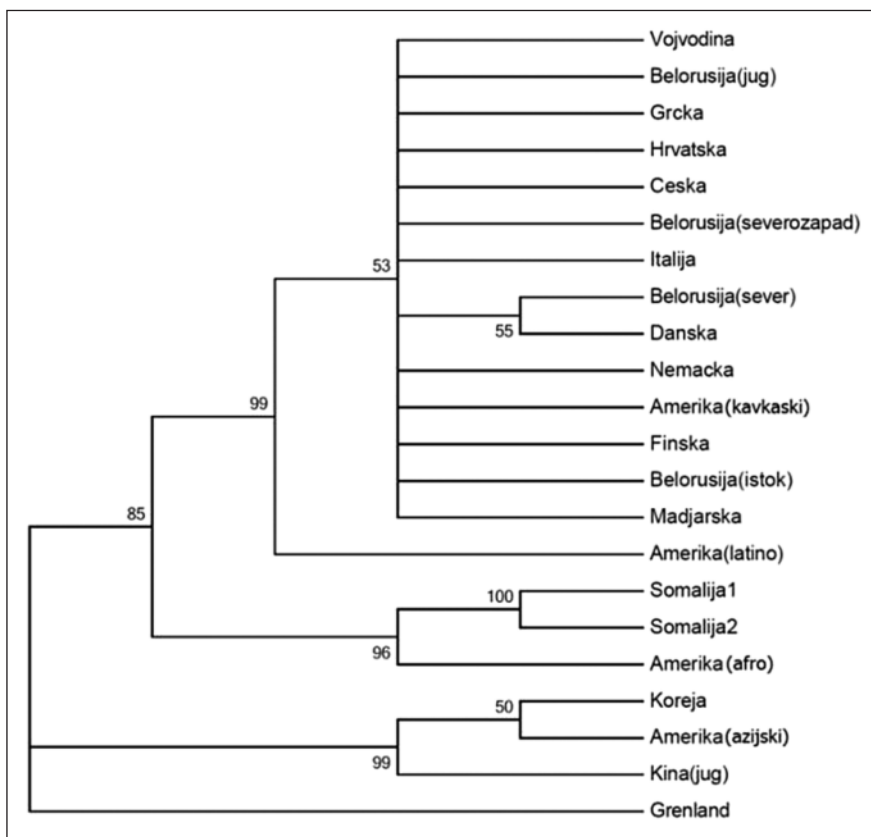 Vojvodina
Belorusija(jug)
Grcka
Hrvatska
Ceska
Belorusija(severozapad)
53
Italija
Belorusija(sever)
55
Danska
Nemacka
99
Amerika(kavkaski)
Finska
Belorusija(istok)
85
Madjarska
Amerika(latino)
100
Somalija1
Somalija2
96
Amerika(afro)
50
Koreja
Amerika(azijski)
99
Kina(jug)
Grenland